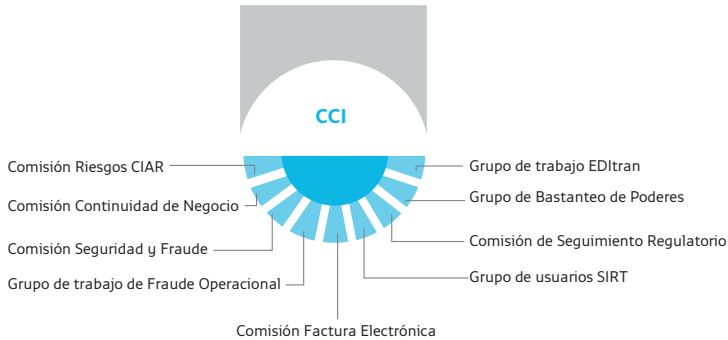 CCI
Comisión Riesgos CIAR
Comisión Continuidad de Negocio
Comisión Seguridad y Fraude
Grupo de trabajo de Fraude Operacional
Comisión Factura Electrónica
Grupo de trabajo EDItran
Grupo de Bastanteo de Poderes
Comisión de Seguimiento Regulatorio
Grupo de usuarios SIRT